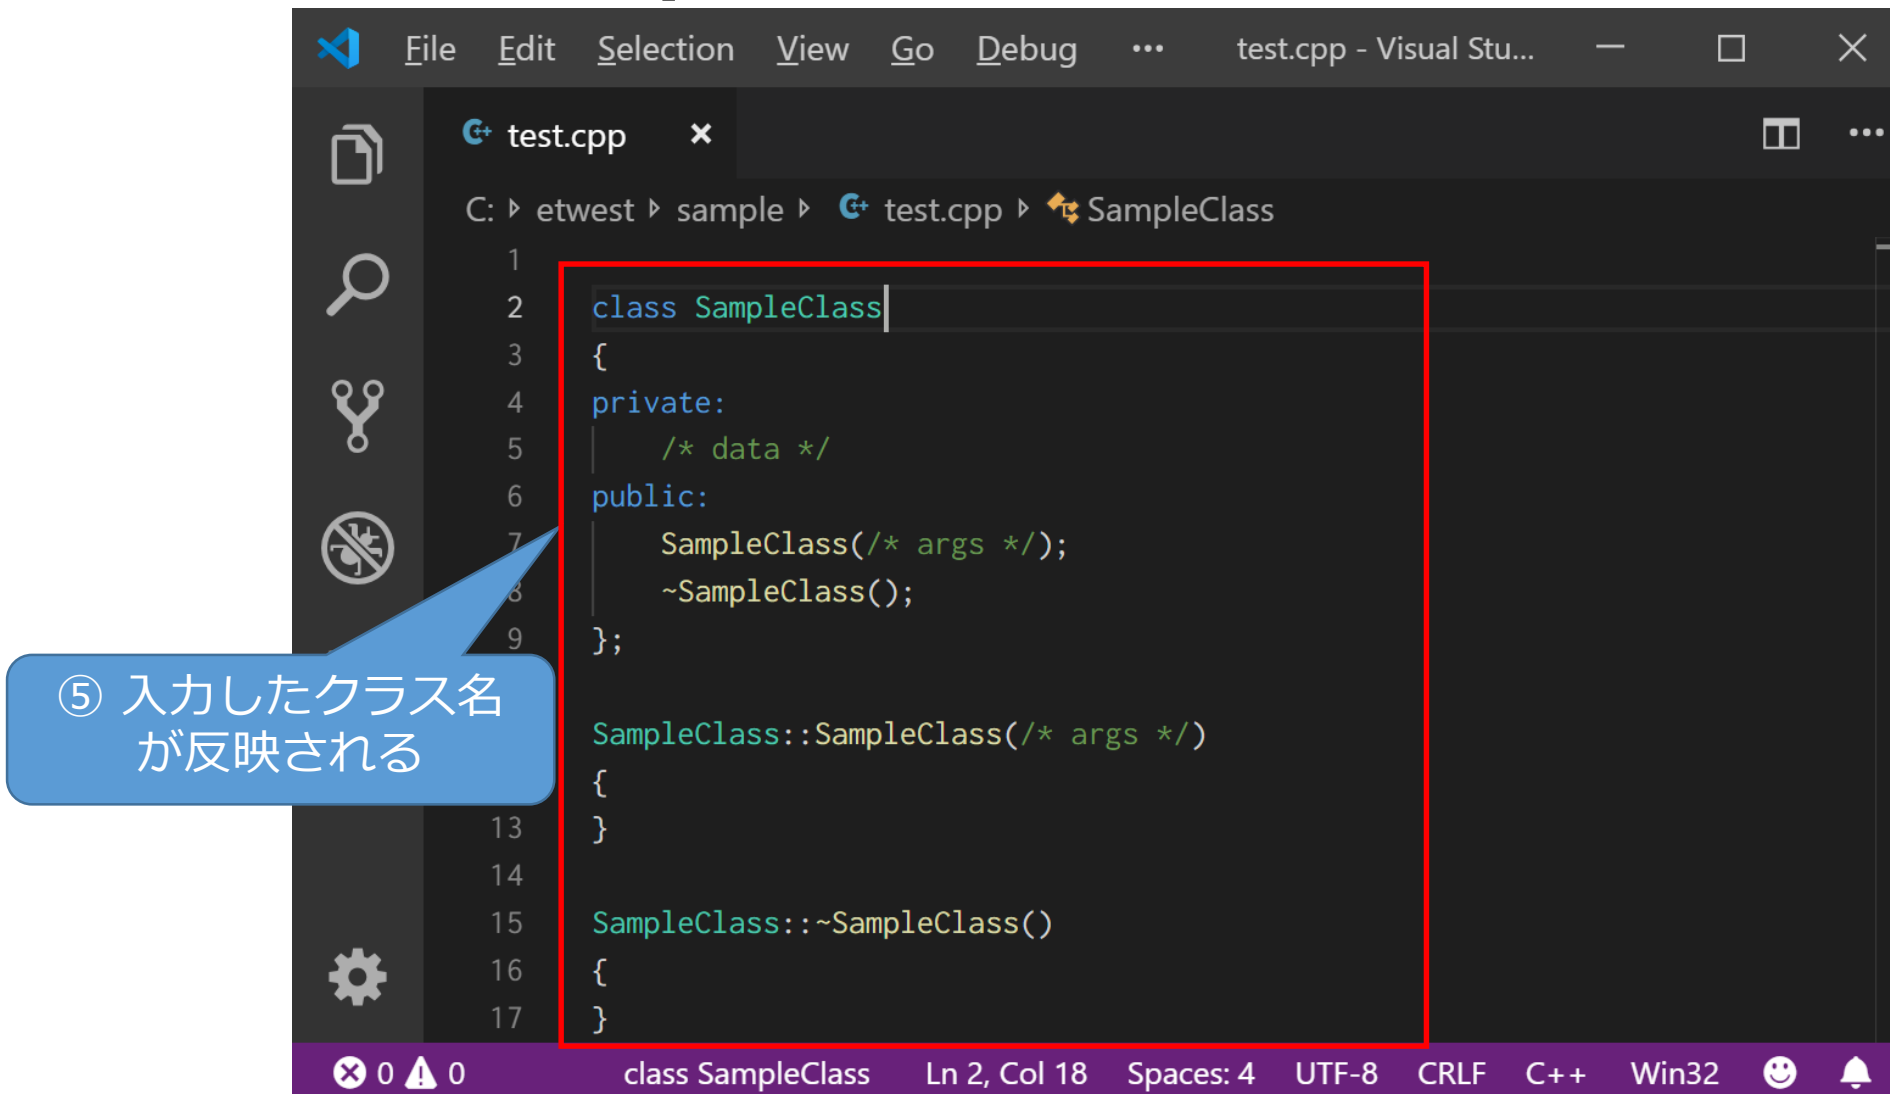 File Edit Selection View Go Debug ··· test.cpp - Visual Stu...
test.cpp
C: etwest sample test.cpp SampleClass
1
2 class SampleClass
3 {
4 private:
5 /* data */
6 public:
7 SampleClass(/* args */);
8 ~SampleClass();
9 };
⑤ 入力したクラス名
が反映される
SampleClass::SampleClass(/* args */)
{
13 }
14
15 SampleClass::~SampleClass()
16 {
17 }
0 0 class SampleClass Ln 2, Col 18 Spaces: 4 UTF-8 CRLF C++ Win32